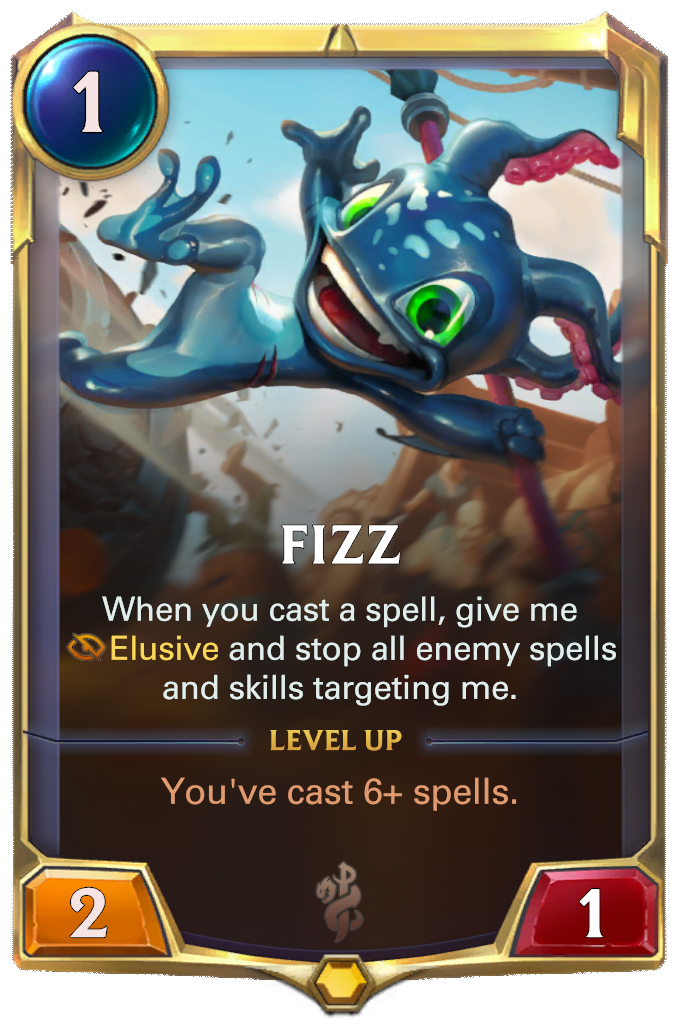 1
FIZZ
When you cast a spell, give me
Elusive and stop all enemy spells
and skills targeting me.
LEVEL UP
You've cast 6+ spells.
2
1